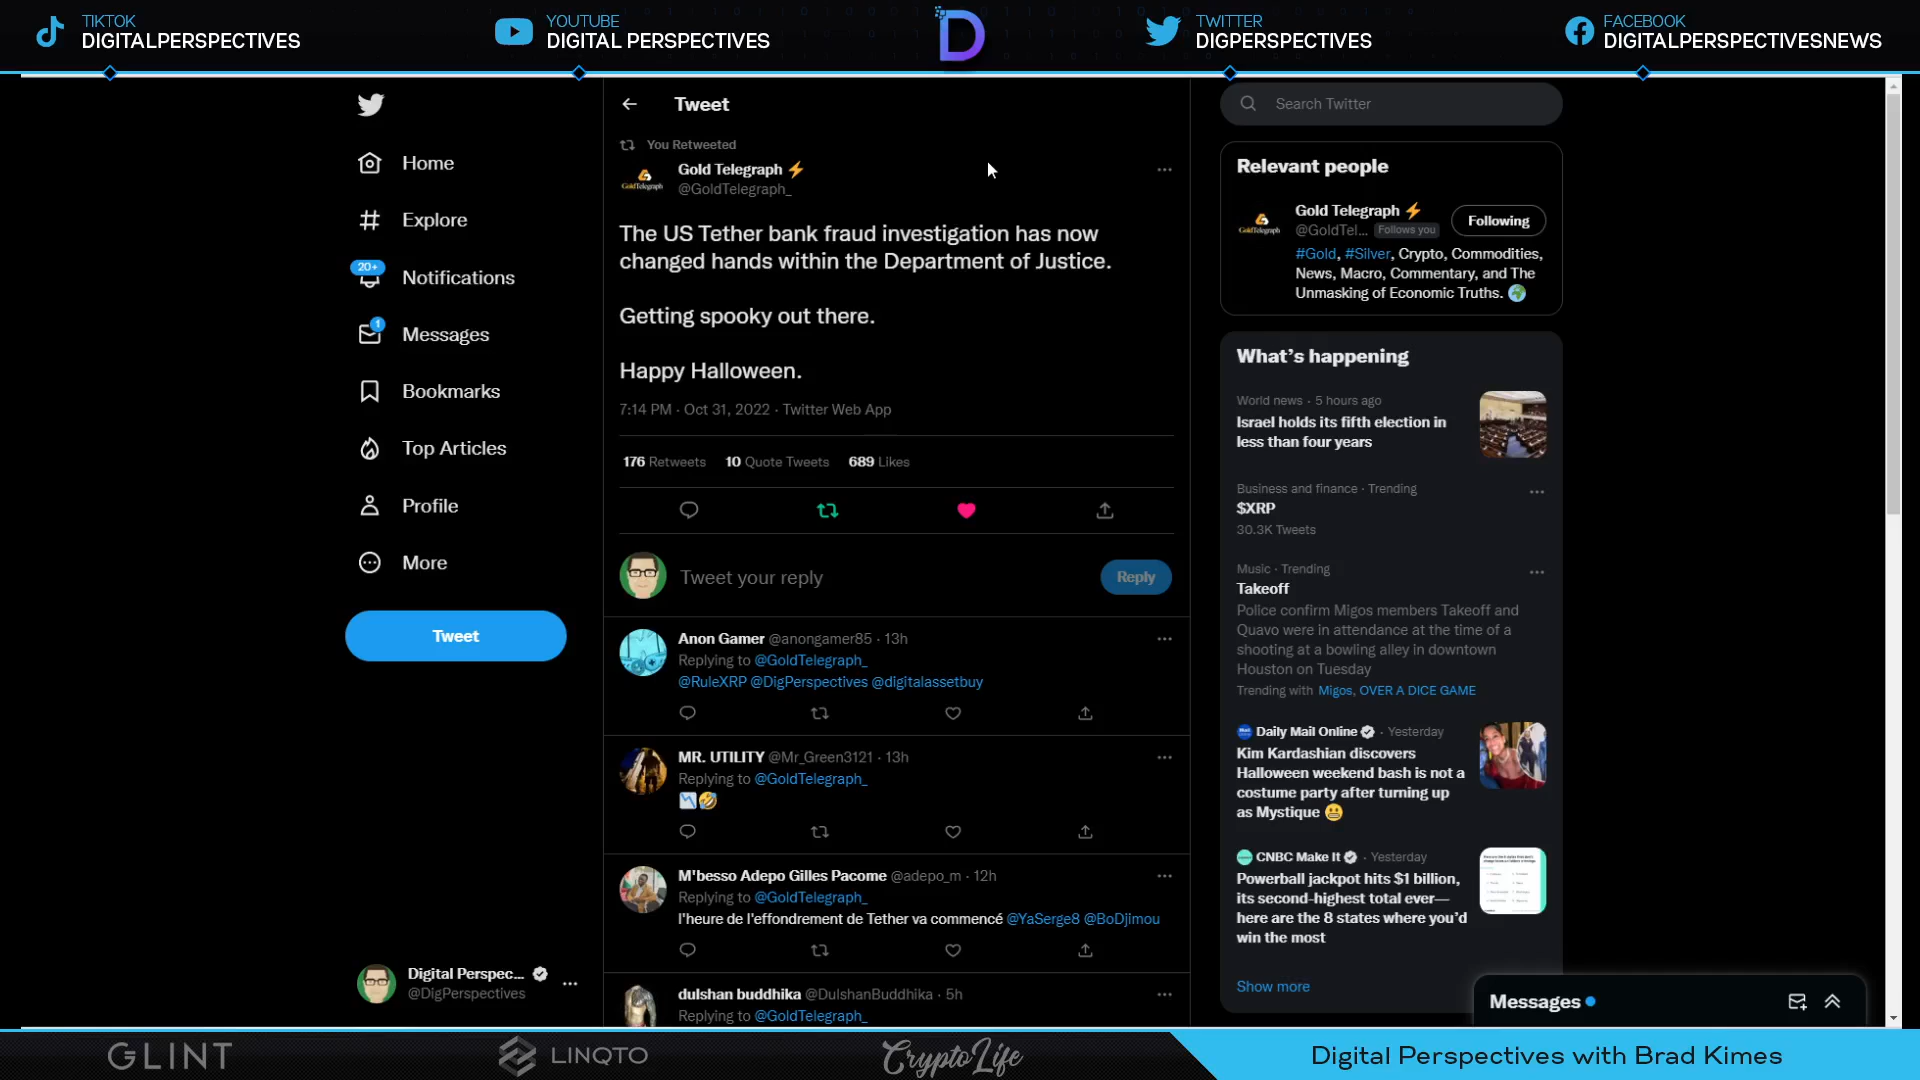 TIKTOK
DIGITALPERSPECTIVES
YOUTUBE
DIGITAL PERSPECTIVES
D
TWITTER
DIGPERSPECTIVES
FACEBOOK
DIGITALPERSPECTIVESNEWS
Home
Explore
20+
Notifications
1
Messages
Bookmarks
Top Articles
Profile
More
Tweet
Digital Perspec...
@DigPerspectives
Tweet
You Retweeted
Gold Telegraph ⚡
@GoldTelegraph_
The US Tether bank fraud investigation has now
changed hands within the Department of Justice.
Getting spooky out there.
Happy Halloween.
7:14 PM · Oct 31, 2022 · Twitter Web App
176 Retweets 10 Quote Tweets 689 Likes
Tweet your reply
Reply
Anon Gamer @anongamer85 · 13h
Replying to @GoldTelegraph_
@RuleXRP @DigPerspectives @digitalassetbuy
MR. UTILITY @Mr_Green3121 · 13h
Replying to @GoldTelegraph_
📉🤣
M'besso Adepo Gilles Pacome @adepo_m · 12h
Replying to @GoldTelegraph_
l'heure de l'effondrement de Tether va commencé @YaSerge8 @BoDjimou
dulshan buddhika @DulshanBuddhika · 5h
Replying to @GoldTelegraph_
Search Twitter
Relevant people
Gold Telegraph ⚡
@GoldTel... Follows you
Following
#Gold, #Silver, Crypto, Commodities,
News, Macro, Commentary, and The
Unmasking of Economic Truths. 🌍
What's happening
World news · 5 hours ago
Israel holds its fifth election in
less than four years
Business and finance · Trending
$XRP
30.3K Tweets
Music · Trending
Takeoff
Police confirm Migos members Takeoff and
Quavo were in attendance at the time of a
shooting at a bowling alley in downtown
Houston on Tuesday
Trending with Migos, OVER A DICE GAME
Daily Mail Online · Yesterday
Kim Kardashian discovers
Halloween weekend bash is not a
costume party after turning up
as Mystique 😬
CNBC Make It · Yesterday
Powerball jackpot hits $1 billion,
its second-highest total ever—
here are the 8 states where you'd
win the most
Show more
Messages
GLINT
LINQTO
CryptoLife
Digital Perspectives with Brad Kimes